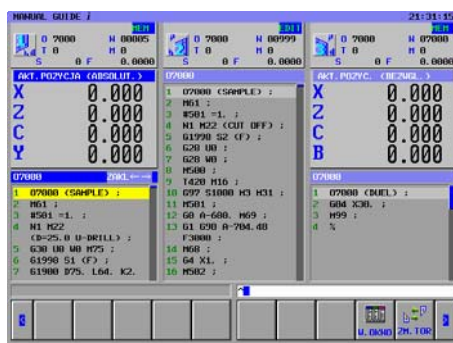 MANUAL GUIDE i 21:31:15
MEM
O 7000 N 00005
T 0 M 0
S 0 F 0.0000
AKT.POZYCJA (ABSOLUT.)
X 0.000
Z 0.000
C 0.000
Y 0.000
O7000 ZAKŁ←→
1 O7000 (SAMPLE) ;
2 M61 ;
3 #501 =1. ;
4 N1 M22
(D=25.0 U-DRILL) ;
5 G30 U0 W0 M75 ;
6 G1998 S1 (F) ;
7 G1900 D75. L64. K2.
EDIT
O 7000 N 00999
T 0 M 0
S 0 F 0.0000
O7000
1 O7000 (SAMPLE) ;
2 M61 ;
3 #501 =1. ;
4 N1 M22 (CUT OFF) ;
5 G1998 S2 (F) ;
6 G28 U0 ;
7 G28 W0 ;
8 M500 ;
9 T420 M16 ;
10 G97 S1000 M3 M31 ;
11 M501 ;
12 G0 A-600. M69 ;
13 G1 G98 A-704.40
F3000 ;
14 M68 ;
15 G4 X1. ;
16 M502 ;
MEM
O 7000 N 07000
T 0 M 0
S 0 F 0.0000
AKT.POZYC. (BEZWGL.)
X 0.000
Z 0.000
C 0.000
B 0.000
O7000
1 O7000 (DUEL) ;
2 G04 X30. ;
3 M99 ;
4 %
^
W.OKNO ZM.TOR